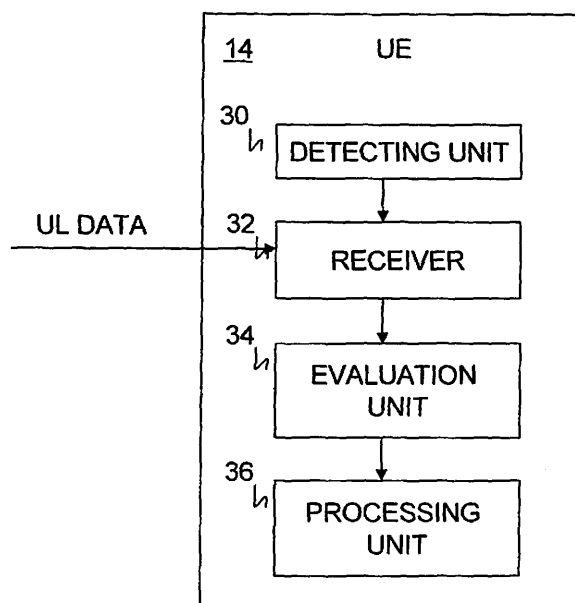 14 UE
30
DETECTING UNIT
UL DATA
32
RECEIVER
34
EVALUATION
UNIT
36
PROCESSING
UNIT